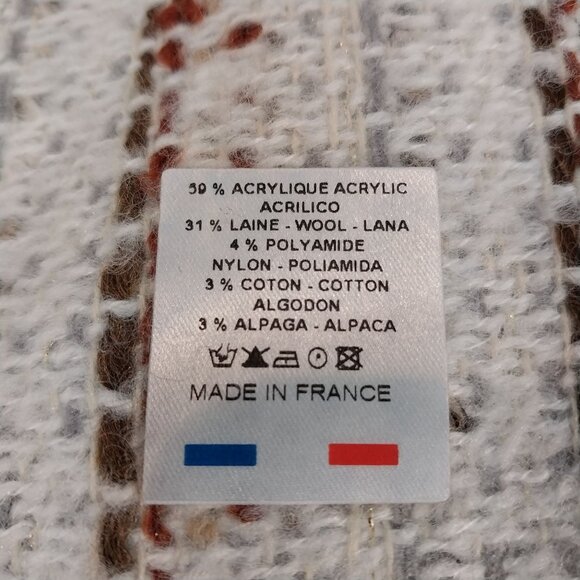 59 % ACRYLIQUE ACRYLIC
ACRILICO
31 % LAINE - WOOL - LANA
4 % POLYAMIDE
NYLON - POLIAMIDA
3 % COTON - COTTON
ALGODON
3 % ALPAGA - ALPACA
MADE IN FRANCE